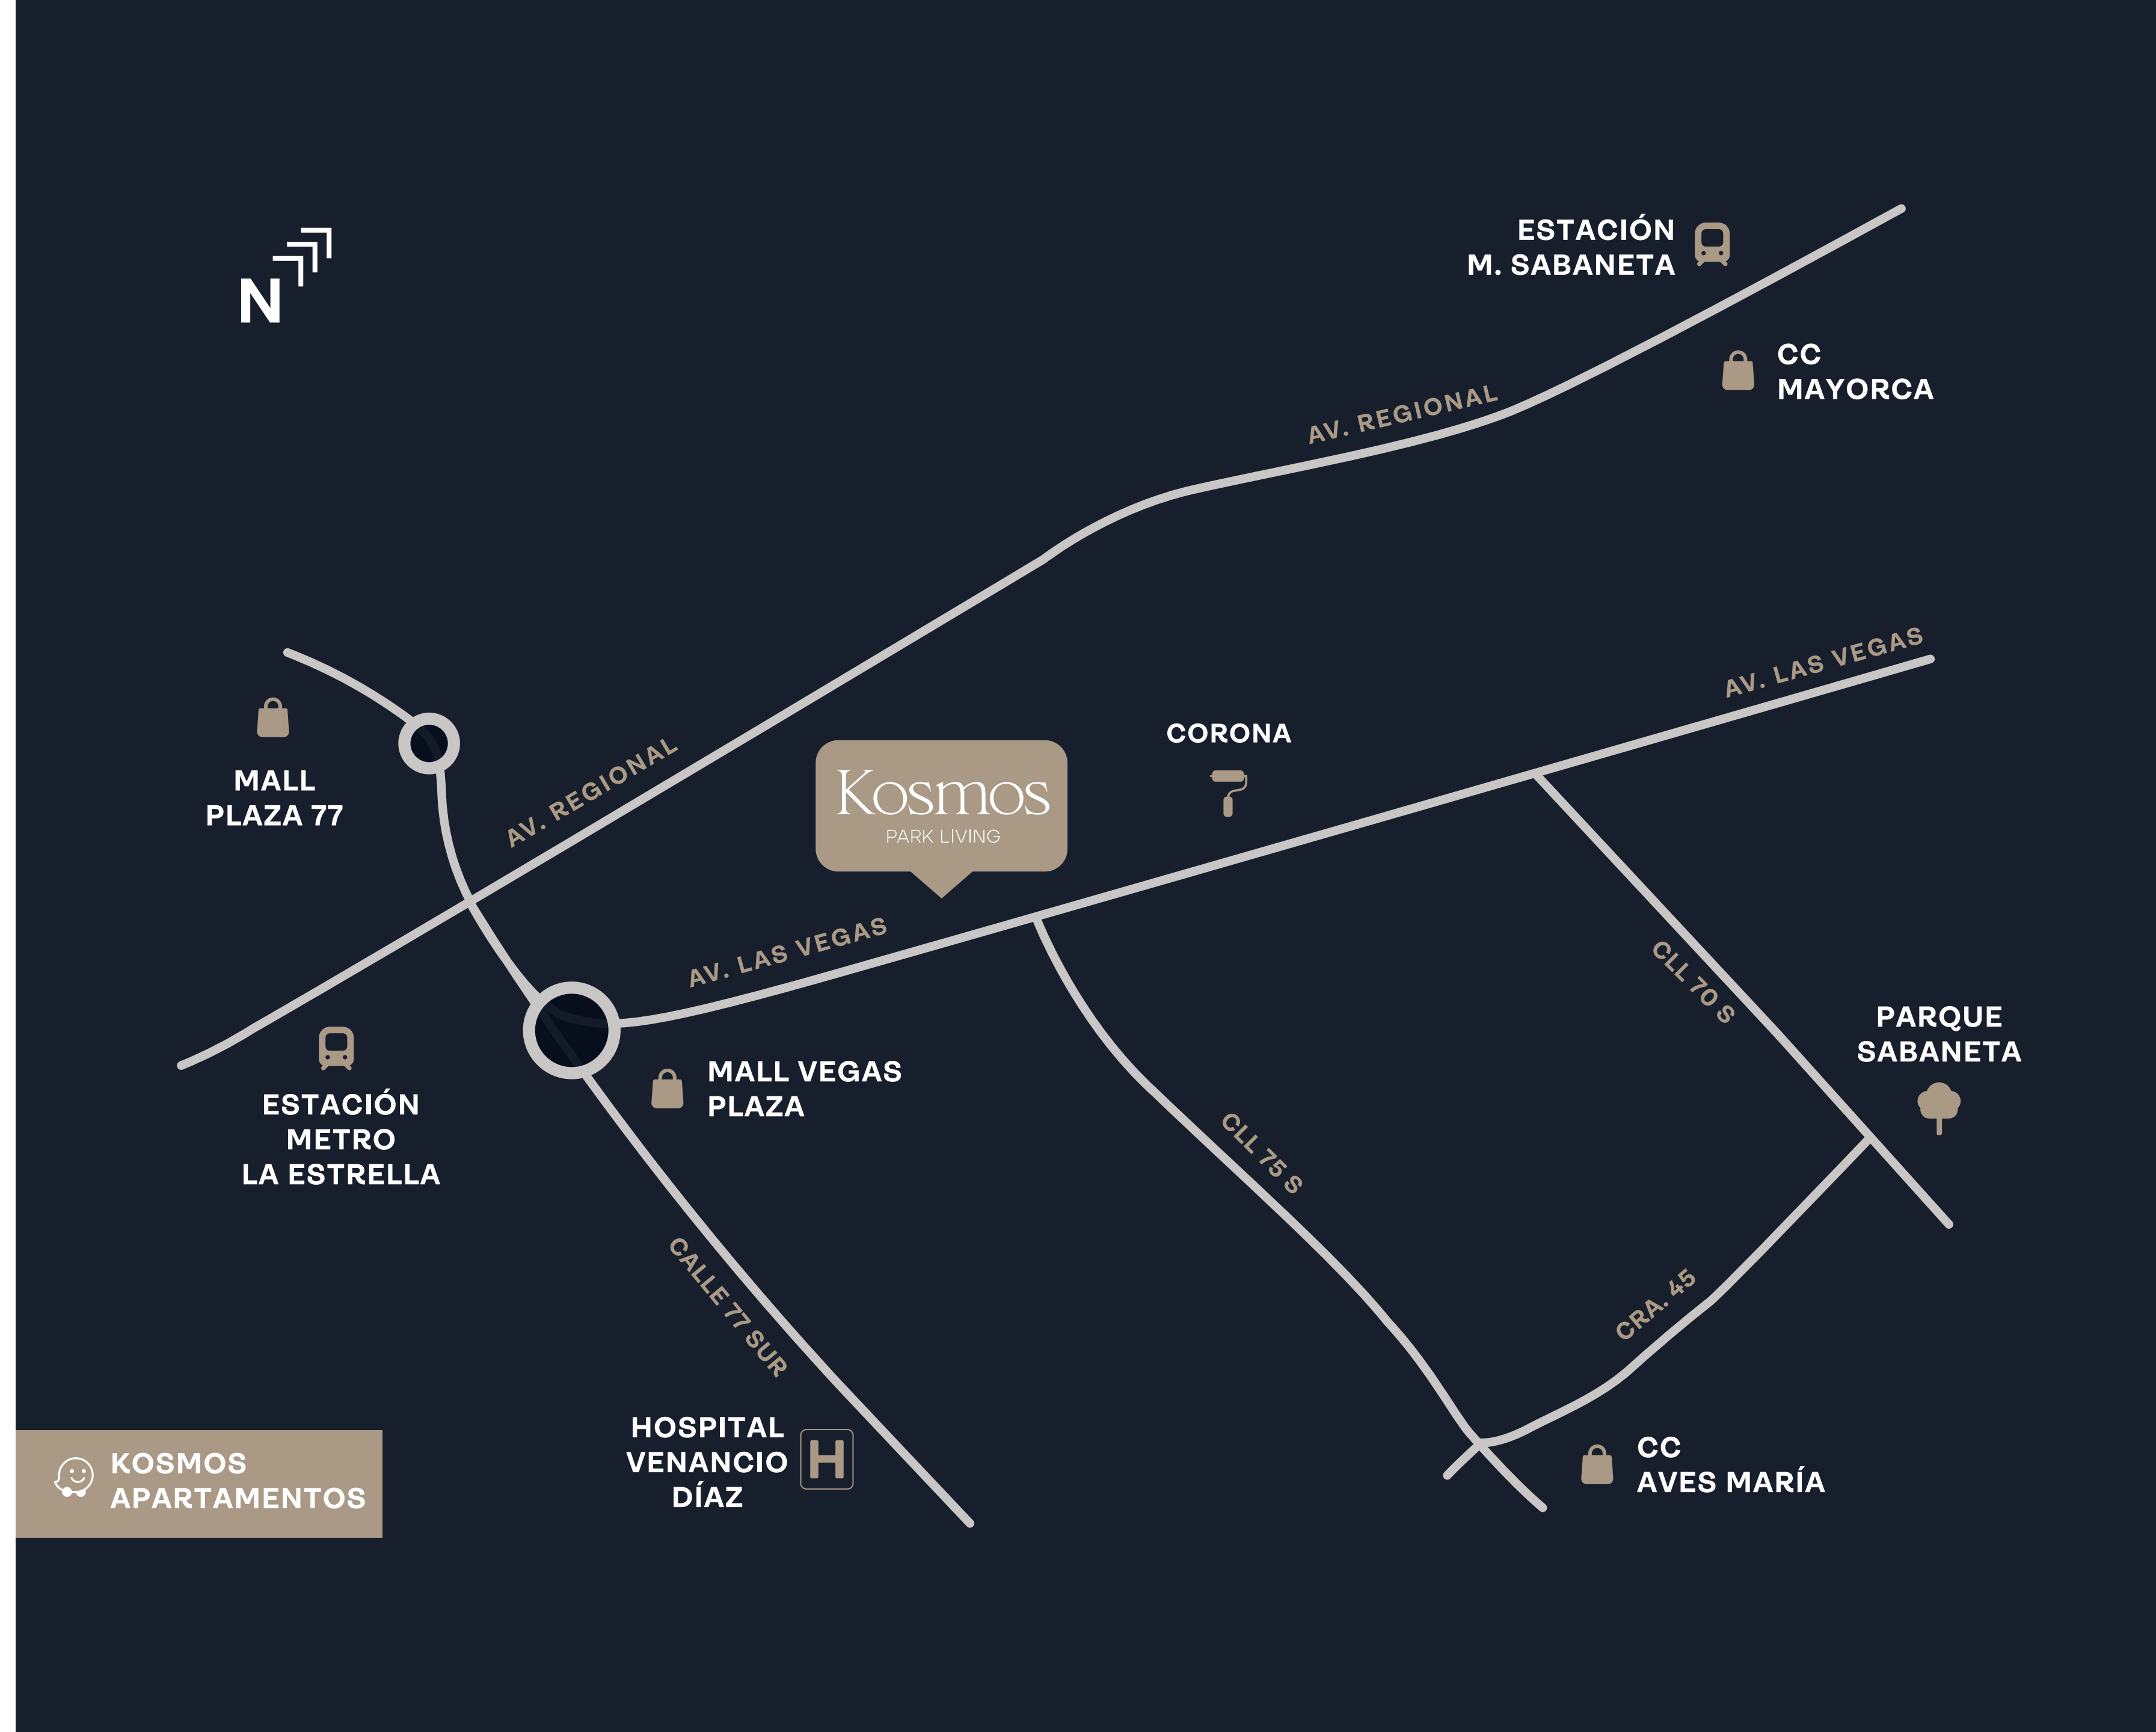 N
ESTACIÓN
M. SABANETA
CC
MAYORCA
AV. REGIONAL
AV. LAS VEGAS
CORONA
Kosmos
PARK LIVING
MALL
PLAZA 77
AV. REGIONAL
AV. LAS VEGAS
CLL 70 S
PARQUE
SABANETA
MALL VEGAS
PLAZA
ESTACIÓN
METRO
LA ESTRELLA
CLL 75 S
CALLE 77 SUR
CRA. 45
HOSPITAL
VENANCIO
DÍAZ
H
CC
AVES MARÍA
KOSMOS
APARTAMENTOS